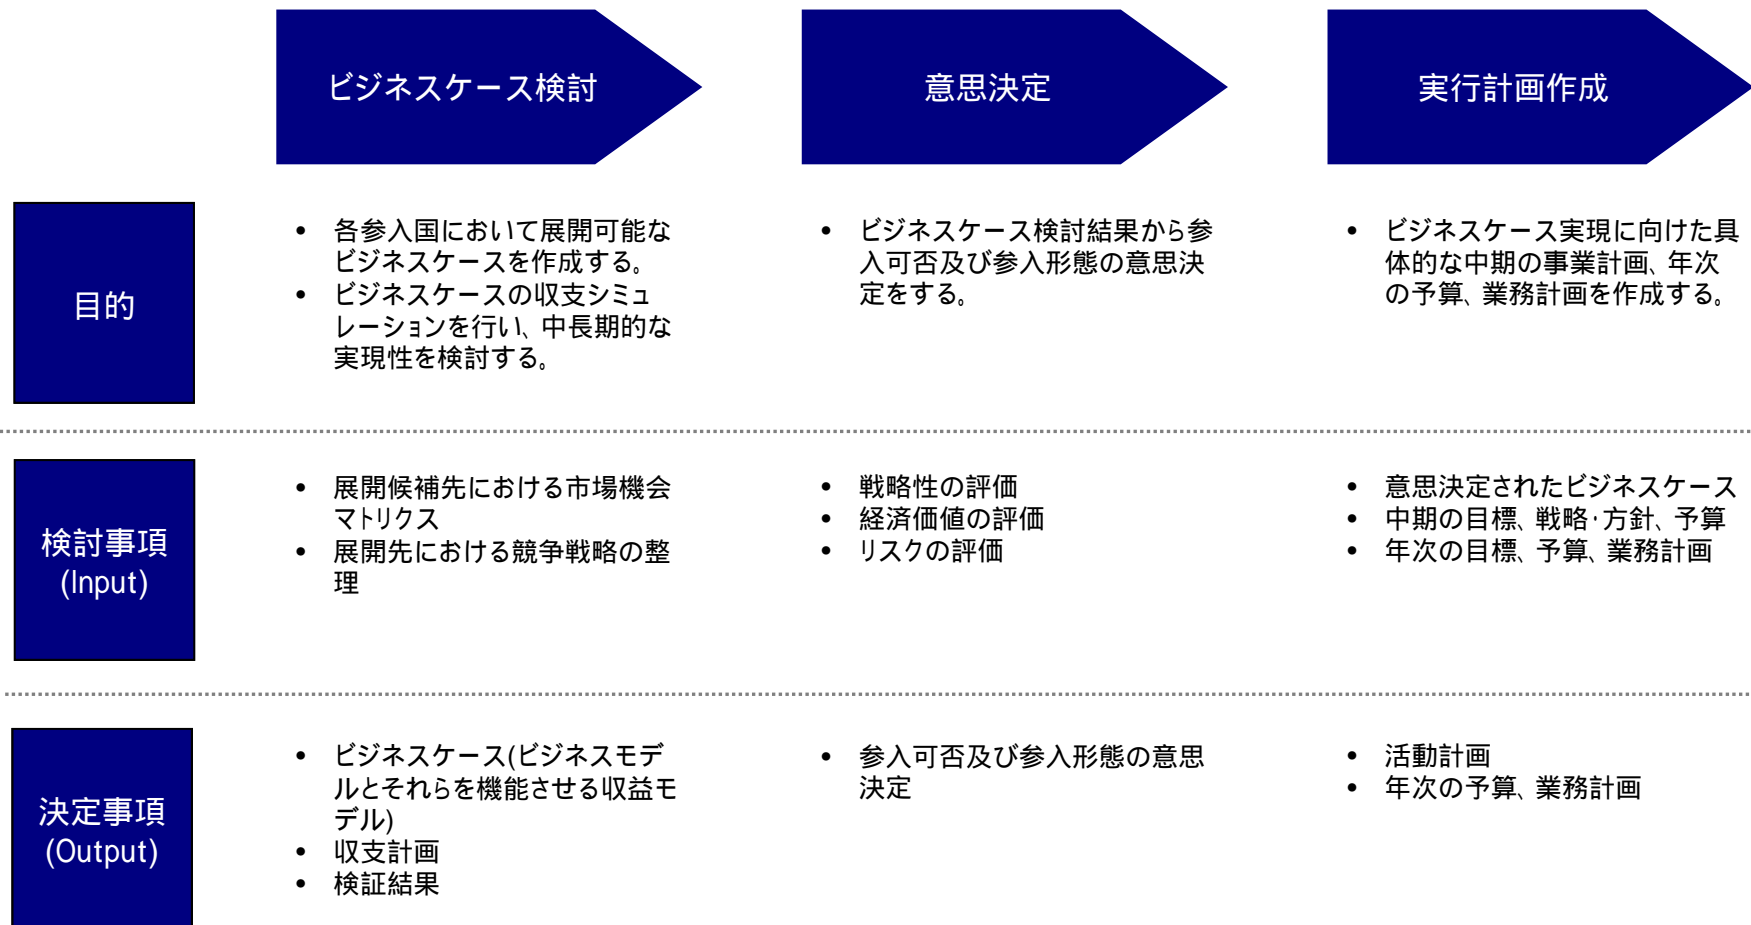 ビジネスケース検討
意思決定
実行計画作成
目的
• 各参入国において展開可能な
ビジネスケースを作成する。
• ビジネスケースの収支シミュ
レーションを行い、中長期的な
実現性を検討する。
• ビジネスケース検討結果から参
入可否及び参入形態の意思決
定をする。
• ビジネスケース実現に向けた具
体的な中期の事業計画、年次
の予算、業務計画を作成する。
検討事項
(Input)
• 展開候補先における市場機会
マトリクス
• 展開先における競争戦略の整
理
• 戦略性の評価
• 経済価値の評価
• リスクの評価
• 意思決定されたビジネスケース
• 中期の目標、戦略・方針、予算
• 年次の目標、予算、業務計画
決定事項
(Output)
• ビジネスケース(ビジネスモデ
ルとそれらを機能させる収益モ
デル)
• 収支計画
• 検証結果
• 参入可否及び参入形態の意思
決定
• 活動計画
• 年次の予算、業務計画